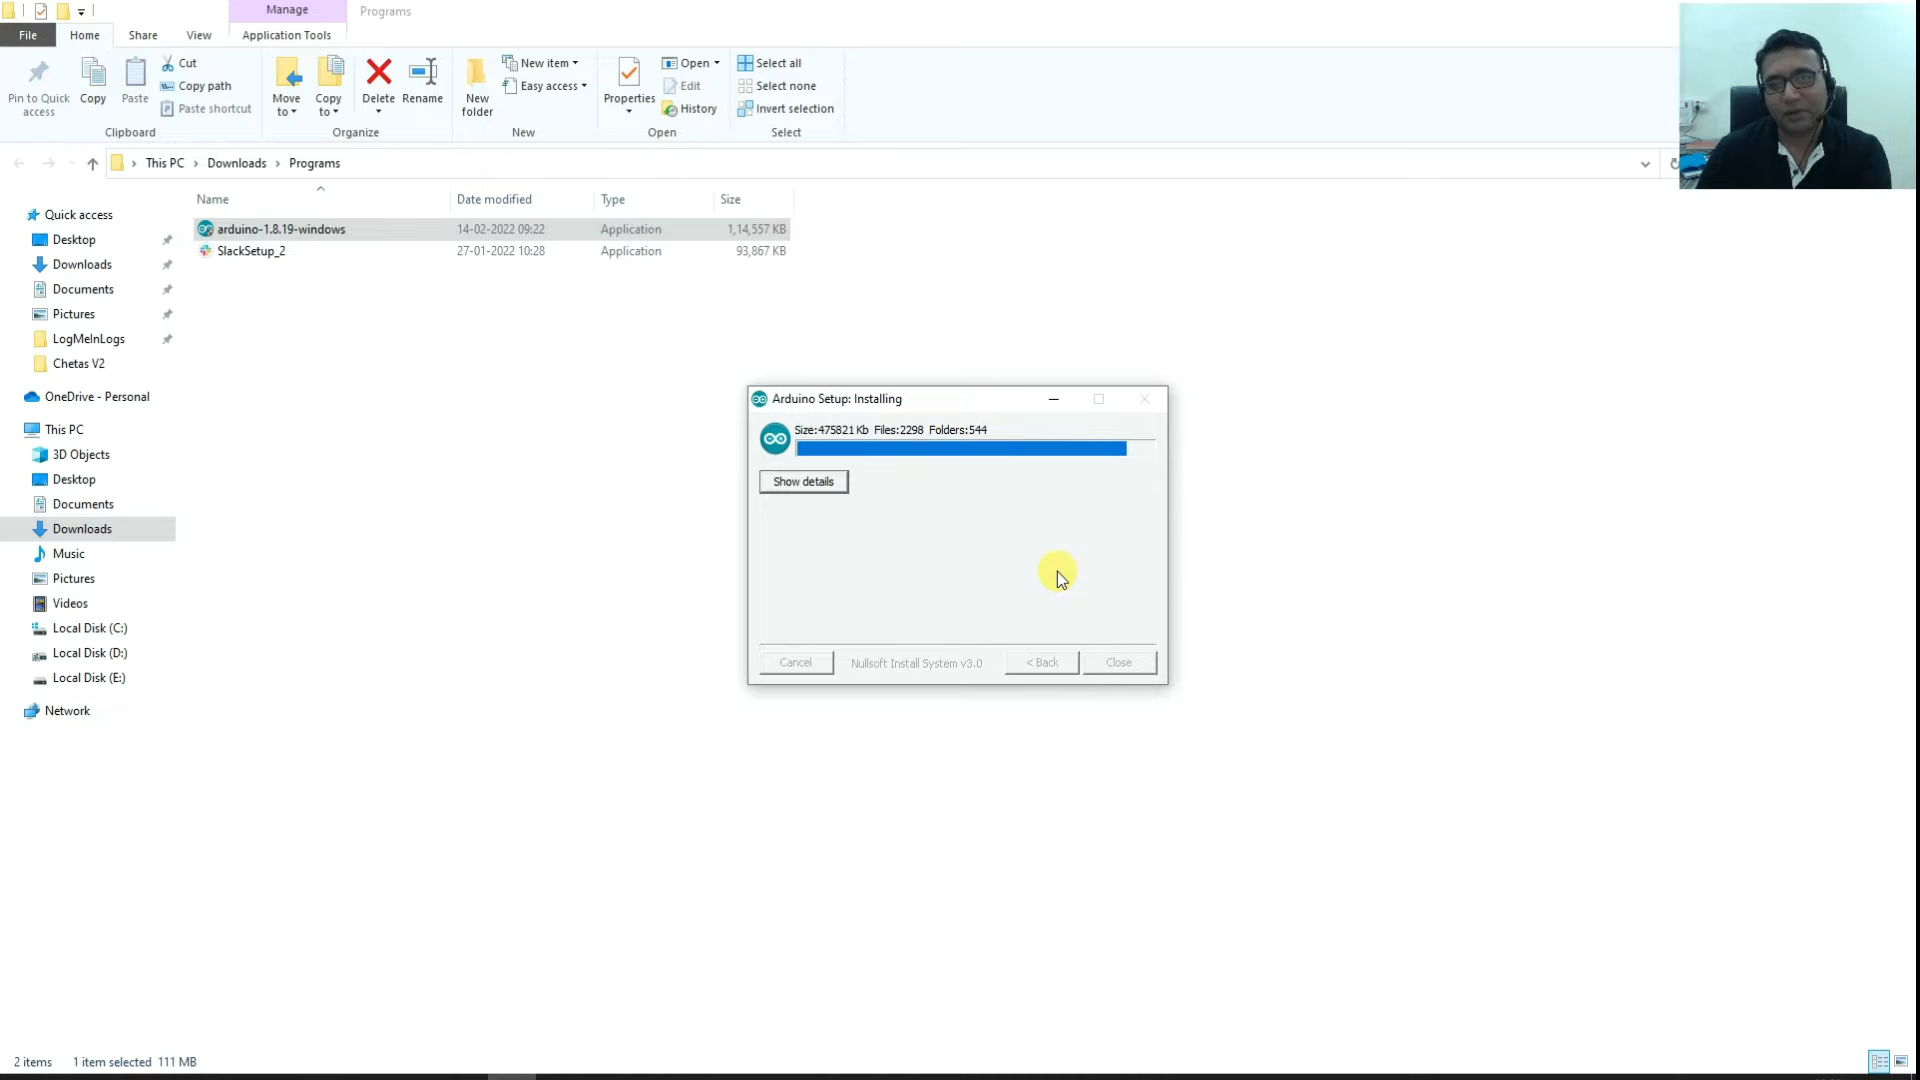 Manage
Programs
File
Home
Share
View
Application Tools
Pin to Quick access
Copy
Paste
Cut
Copy path
Paste shortcut
Clipboard
Move to
Copy to
Delete
Rename
Organize
New folder
New item
Easy access
New
Properties
Open
Edit
History
Open
Select all
Select none
Invert selection
Select
This PC
Downloads
Programs
Name
Date modified
Type
Size
arduino-1.8.19-windows 14-02-2022 09:22 Application 1,14,557 KB
SlackSetup_2 27-01-2022 10:28 Application 93,867 KB
Quick access
Desktop
Downloads
Documents
Pictures
LogMeInLogs
Chetas V2
OneDrive - Personal
This PC
3D Objects
Desktop
Documents
Downloads
Music
Pictures
Videos
Local Disk (C:)
Local Disk (D:)
Local Disk (E:)
Network
Arduino Setup: Installing
Size:475821 Kb Files:2298 Folders:544
Show details
Cancel
Nullsoft Install System v3.0
< Back
Close
2 items 1 item selected 111 MB